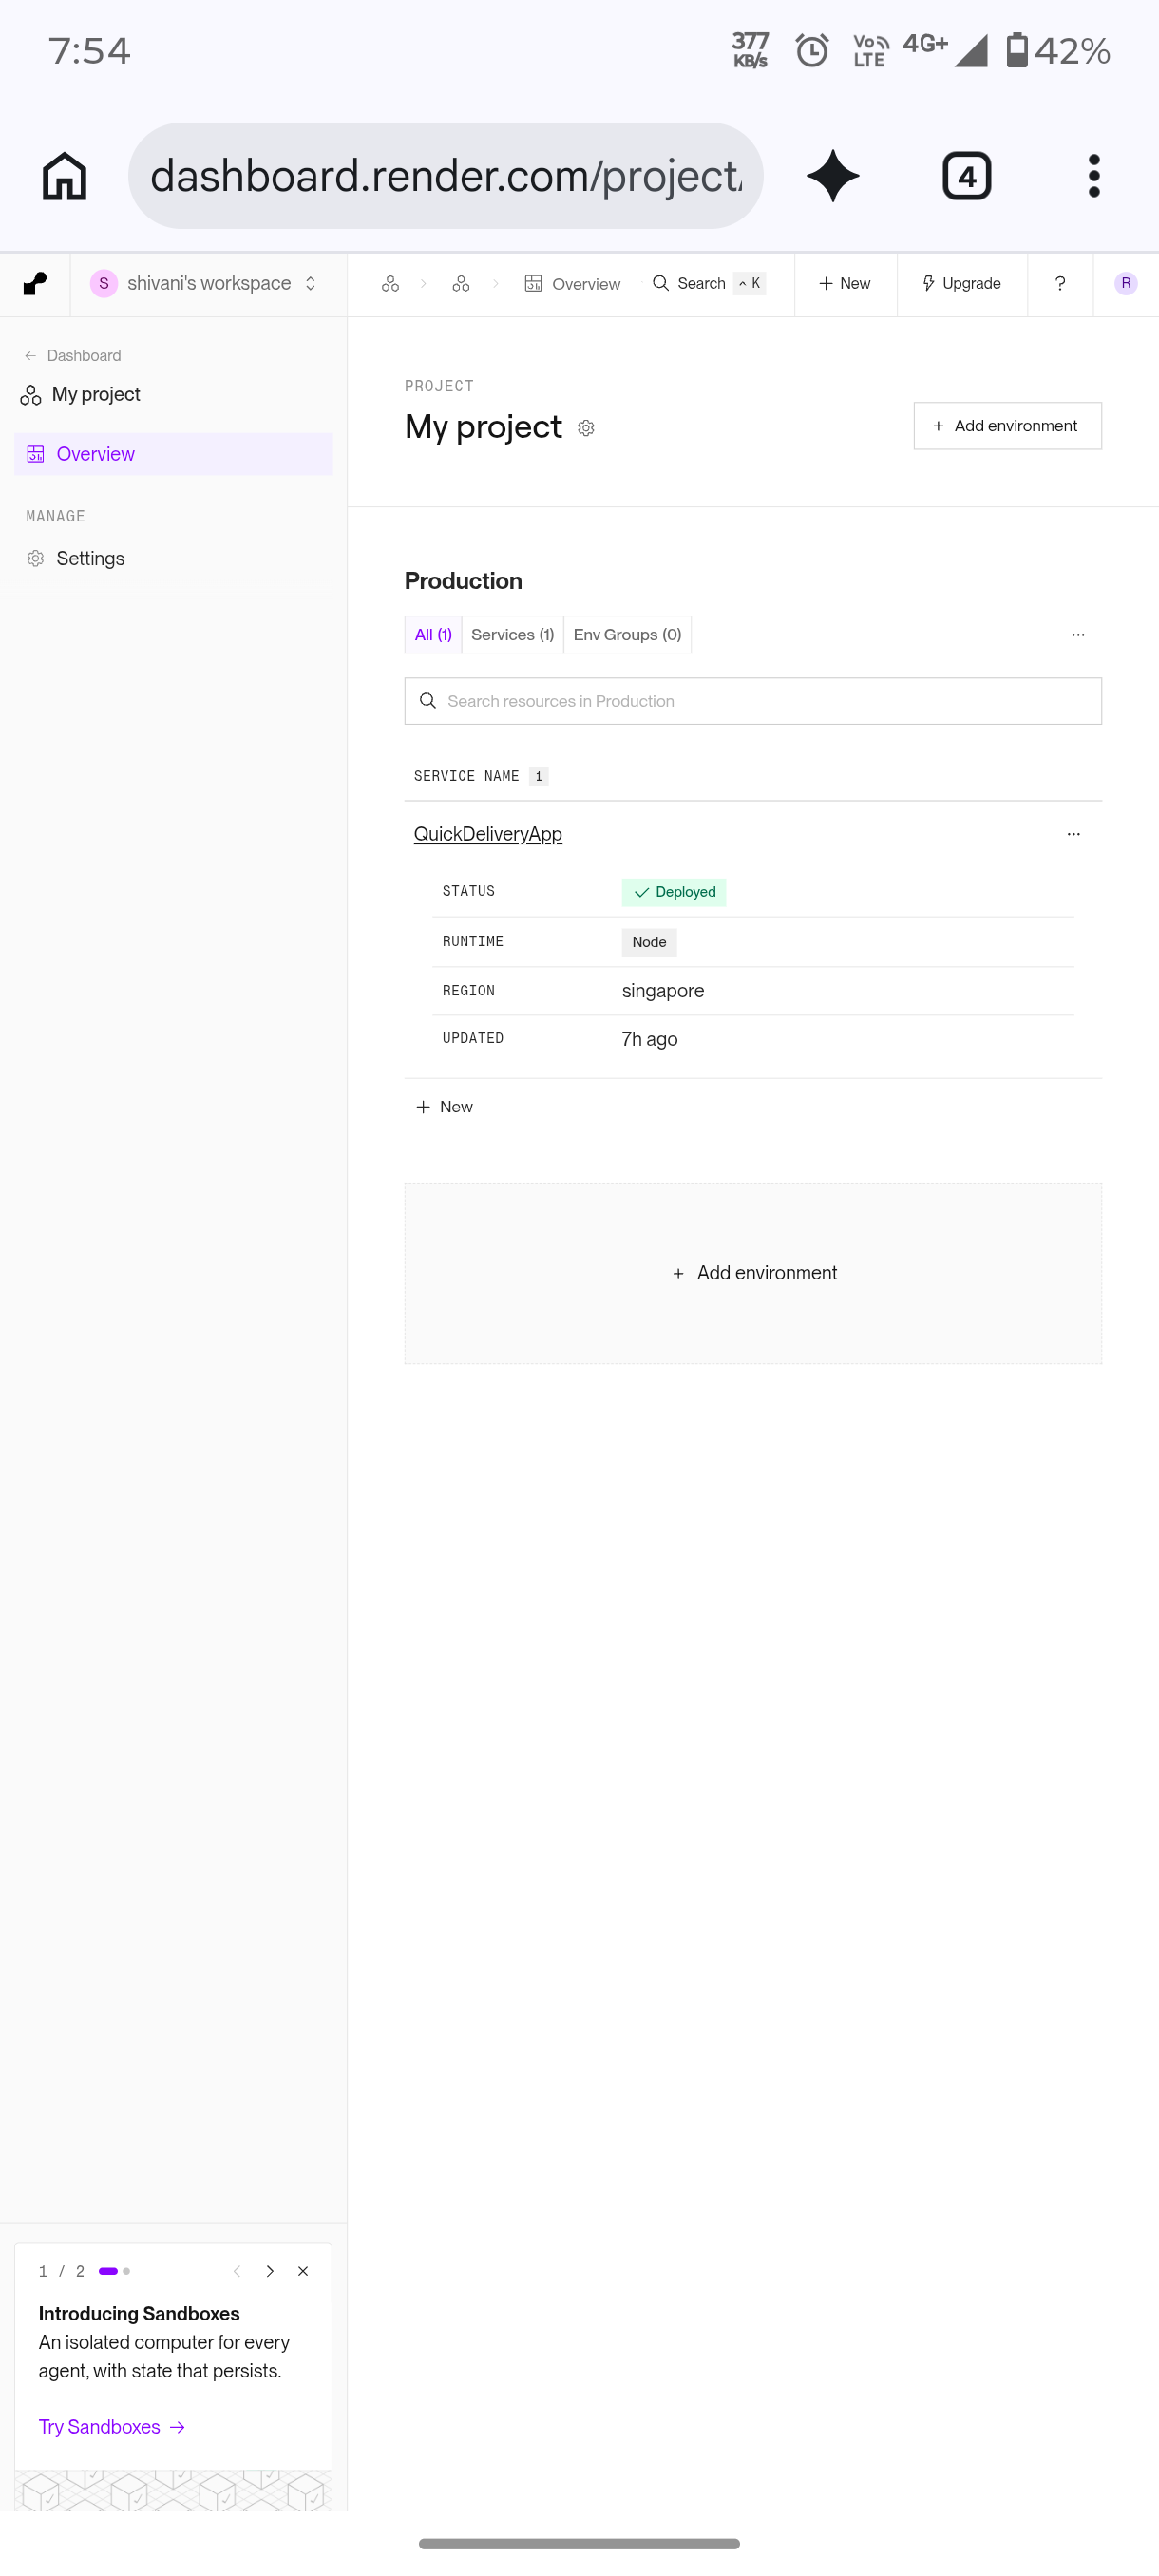 7:54
377
KB/s
Vo
LTE
4G+
42%
dashboard.render.com/project/
4
S
shivani's workspace
Overview
Search
^ K
+ New
Upgrade
?
R
← Dashboard
My project
Overview
MANAGE
Settings
PROJECT
My project
+ Add environment
Production
All (1)
Services (1)
Env Groups (0)
...
Search resources in Production
SERVICE NAME 1
QuickDeliveryApp
...
STATUS
Deployed
RUNTIME
Node
REGION
singapore
UPDATED
7h ago
+ New
+ Add environment
1 / 2
Introducing Sandboxes
An isolated computer for every
agent, with state that persists.
Try Sandboxes →